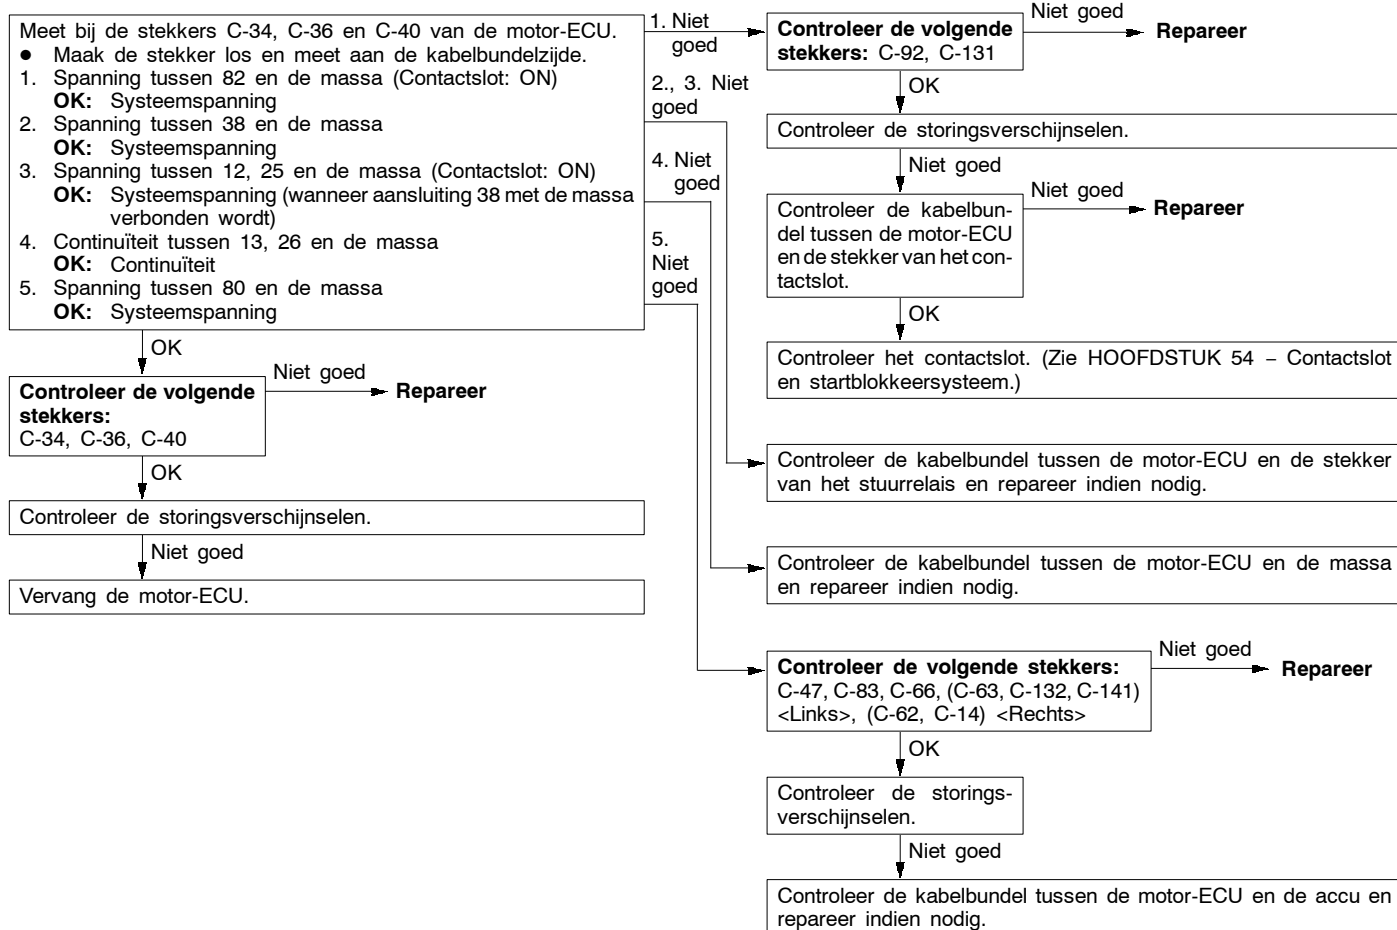 Meet bij de stekkers C-34, C-36 en C-40 van de motor-ECU.
● Maak de stekker los en meet aan de kabelbundelzijde.
1. Spanning tussen 82 en de massa (Contactslot: ON)
OK: Systeemspanning
2. Spanning tussen 38 en de massa
OK: Systeemspanning
3. Spanning tussen 12, 25 en de massa (Contactslot: ON)
OK: Systeemspanning (wanneer aansluiting 38 met de massa
verbonden wordt)
4. Continuïteit tussen 13, 26 en de massa
OK: Continuïteit
5. Spanning tussen 80 en de massa
OK: Systeemspanning
OK
Controleer de volgende
stekkers:
C-34, C-36, C-40
Niet goed
Repareer
OK
Controleer de storingsverschijnselen.
Niet goed
Vervang de motor-ECU.
1. Niet
goed
2., 3. Niet
goed
4. Niet
goed
5.
Niet
goed
Controleer de volgende
stekkers: C-92, C-131
Niet goed
Repareer
OK
Controleer de storingsverschijnselen.
Niet goed
Controleer de kabelbun-
del tussen de motor-ECU
en de stekker van het con-
tactslot.
Niet goed
Repareer
OK
Controleer het contactslot. (Zie HOOFDSTUK 54 – Contactslot
en startblokkeersysteem.)
Controleer de kabelbundel tussen de motor-ECU en de stekker
van het stuurrelais en repareer indien nodig.
Controleer de kabelbundel tussen de motor-ECU en de massa
en repareer indien nodig.
Controleer de volgende stekkers:
C-47, C-83, C-66, (C-63, C-132, C-141)
<Links>, (C-62, C-14) <Rechts>
Niet goed
Repareer
OK
Controleer de storings-
verschijnselen.
Niet goed
Controleer de kabelbundel tussen de motor-ECU en de accu en
repareer indien nodig.